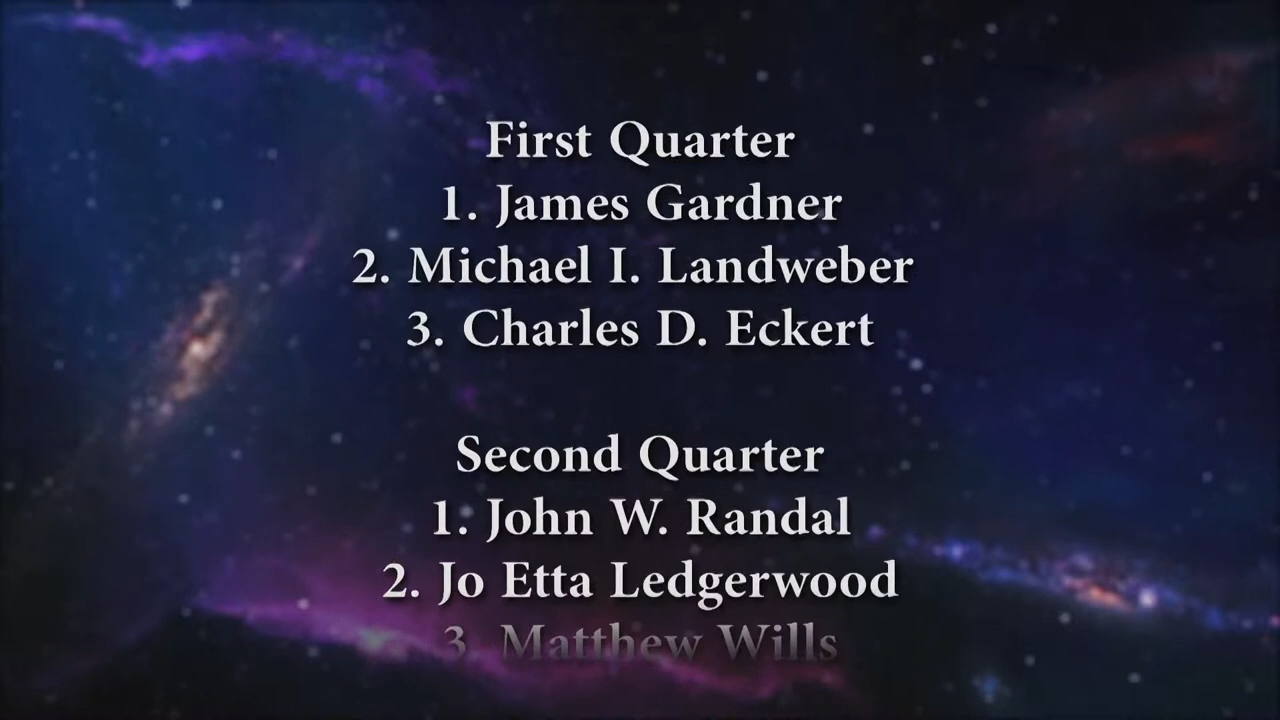 First Quarter
1. James Gardner
2. Michael I. Landweber
3. Charles D. Eckert
Second Quarter
1. John W. Randal
2. Jo Etta Ledgerwood
3. Matthew Wills